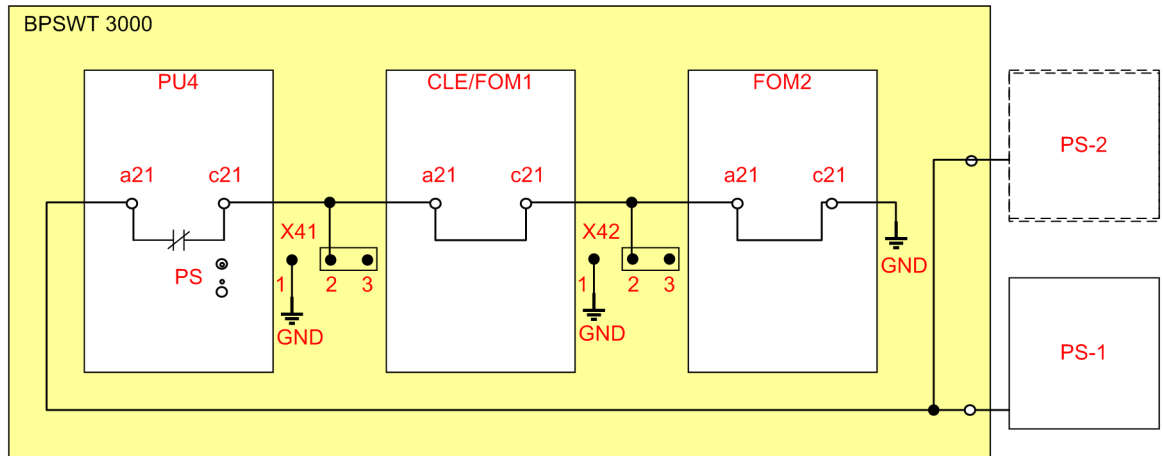 BPSWT 3000
PU4
CLE/FOM1
FOM2
PS-2
a21 c21
a21 c21
a21 c21
X41
X42
PS
1 2 3
GND
1 2 3
GND
GND
PS-1